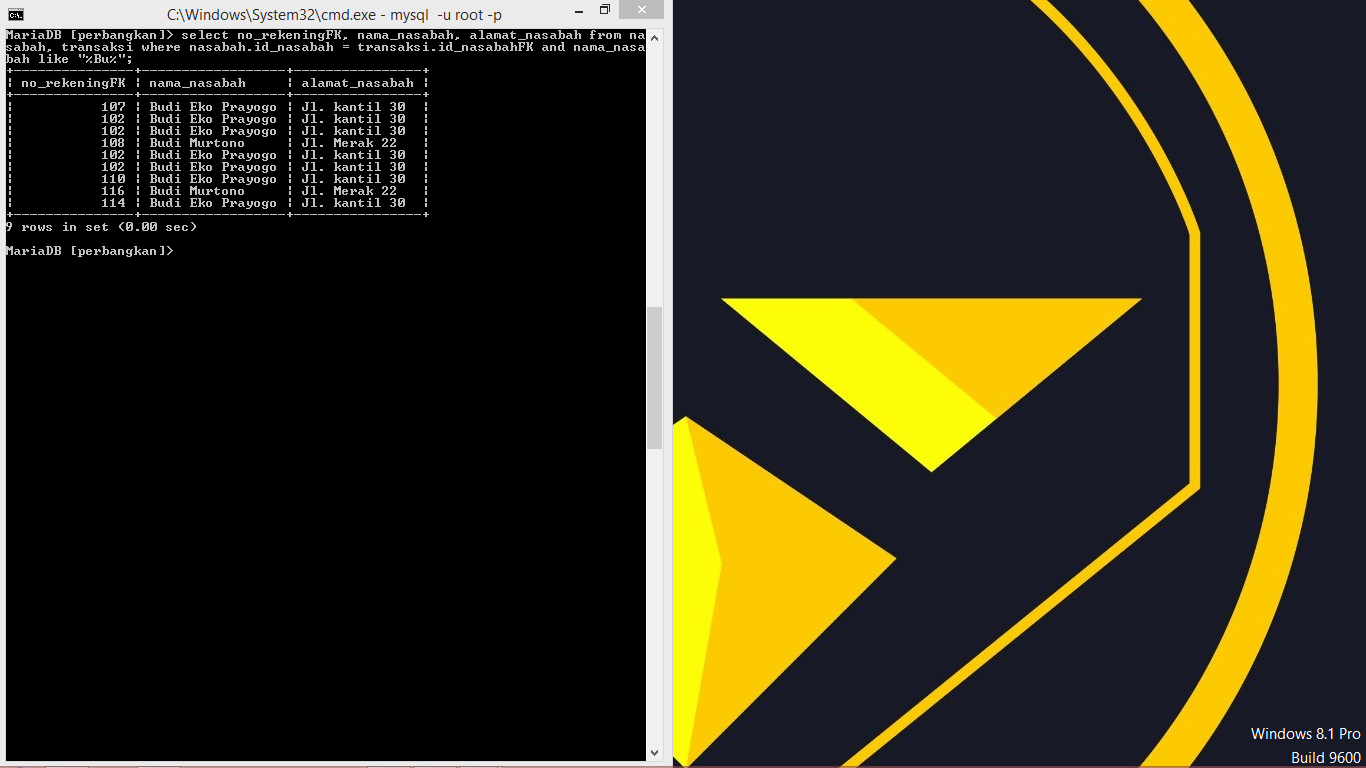 C:\Windows\System32\cmd.exe - mysql  -u root -p
MariaDB [perbangkan]> select no_rekeningFK, nama_nasabah, alamat_nasabah from na
sabah, transaksi where nasabah.id_nasabah = transaksi.id_nasabahFK and nama_nasa
bah like "%Bu%";
+---------------+------------------+----------------+
| no_rekeningFK | nama_nasabah     | alamat_nasabah |
+---------------+------------------+----------------+
|           107 | Budi Eko Prayogo | Jl. kantil 30  |
|           102 | Budi Eko Prayogo | Jl. kantil 30  |
|           102 | Budi Eko Prayogo | Jl. kantil 30  |
|           108 | Budi Murtono     | Jl. Merak 22   |
|           102 | Budi Eko Prayogo | Jl. kantil 30  |
|           102 | Budi Eko Prayogo | Jl. kantil 30  |
|           110 | Budi Eko Prayogo | Jl. kantil 30  |
|           116 | Budi Murtono     | Jl. Merak 22   |
|           114 | Budi Eko Prayogo | Jl. kantil 30  |
+---------------+------------------+----------------+
9 rows in set (0.00 sec)
MariaDB [perbangkan]>
Windows 8.1 Pro
Build 9600